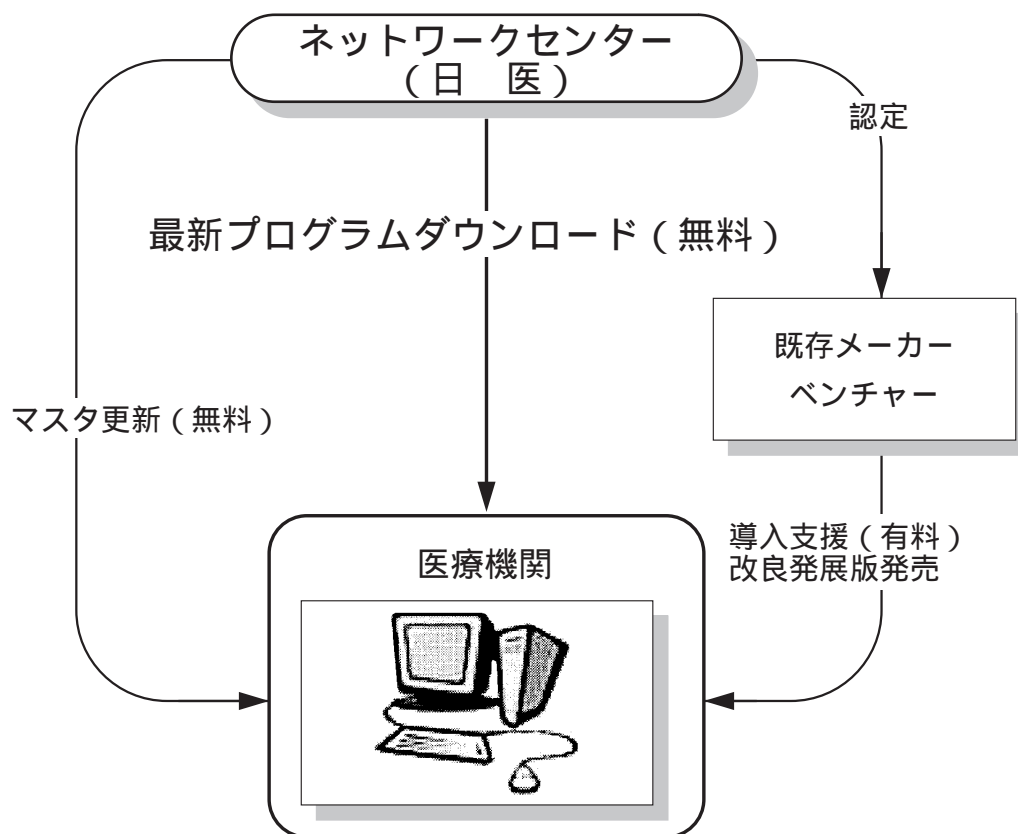 ネットワークセンター
（日　医）
認定
最新プログラムダウンロード（無料）
既存メーカー
ベンチャー
マスタ更新（無料）
導入支援（有料）
改良発展版発売
医療機関